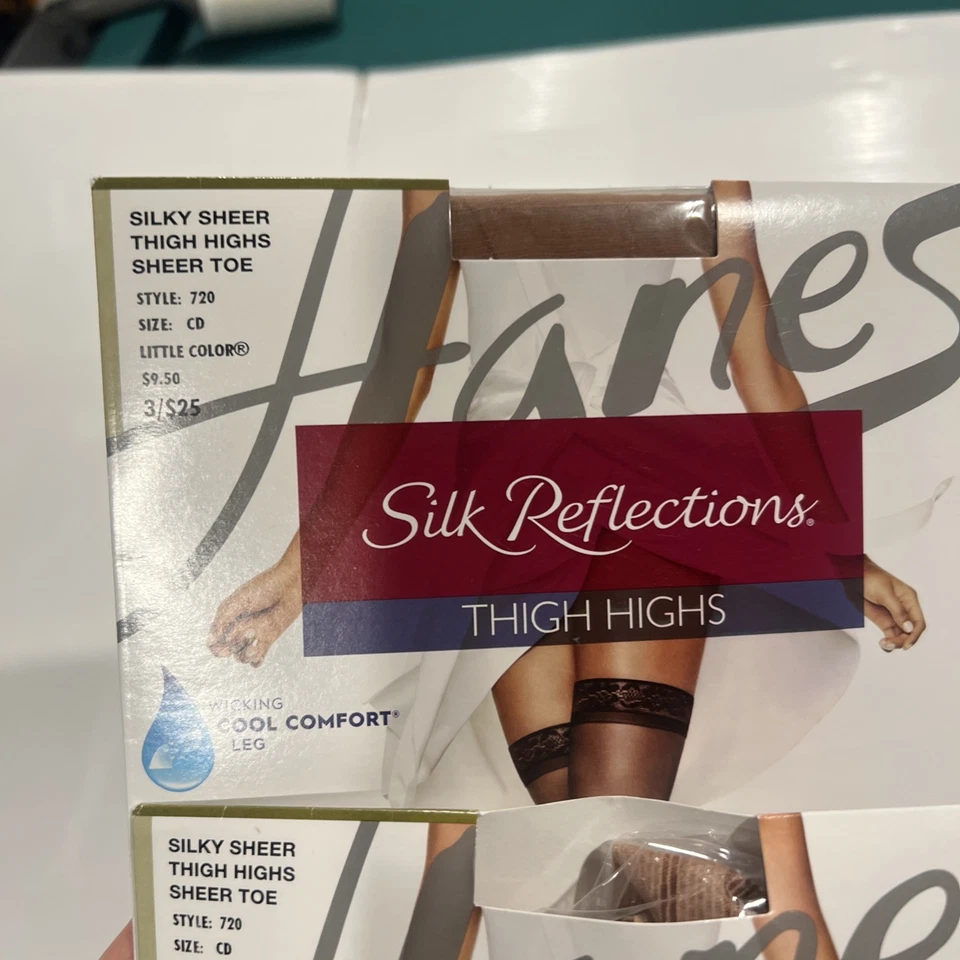 SILKY SHEER
THIGH HIGHS
SHEER TOE
STYLE: 720
SIZE: CD
LITTLE COLOR®
$9.50
3/$25
Hanes
Silk Reflections®
THIGH HIGHS
WICKING
COOL COMFORT®
LEG
SILKY SHEER
THIGH HIGHS
SHEER TOE
STYLE: 720
SIZE: CD
Hanes